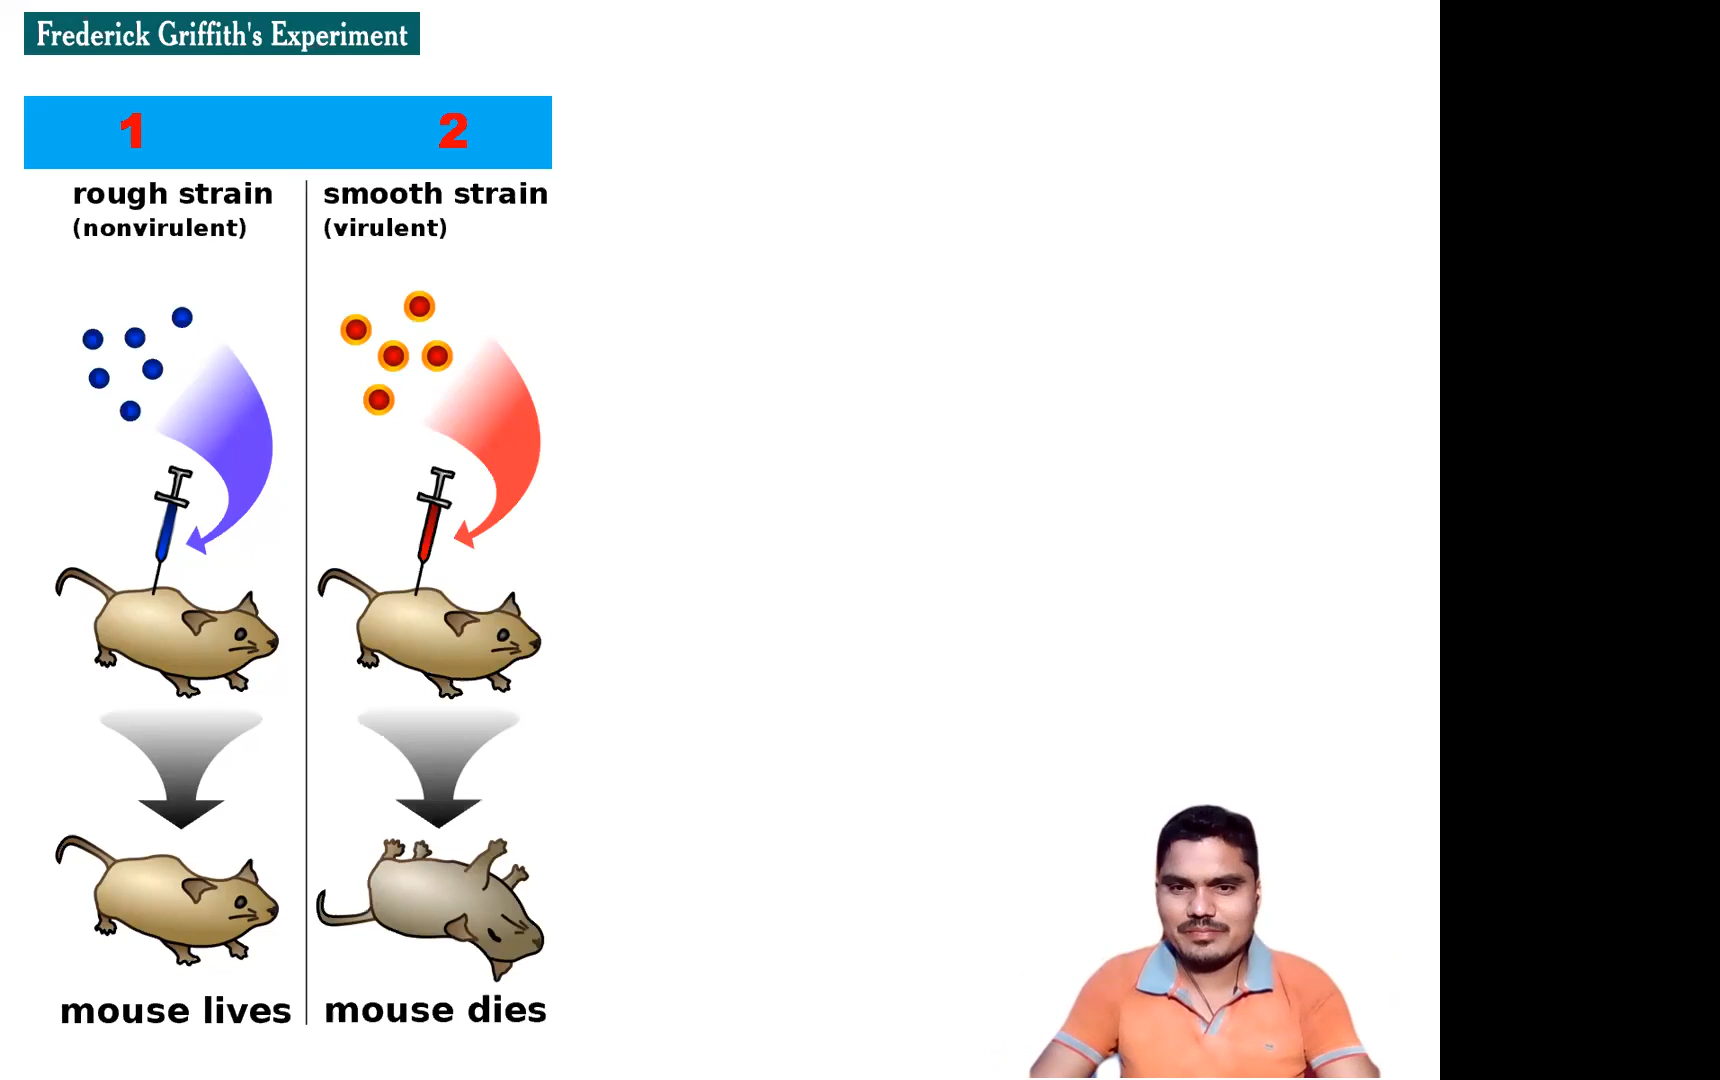 Frederick Griffith's Experiment
1 2
rough strain
(nonvirulent)
smooth strain
(virulent)
mouse lives
mouse dies